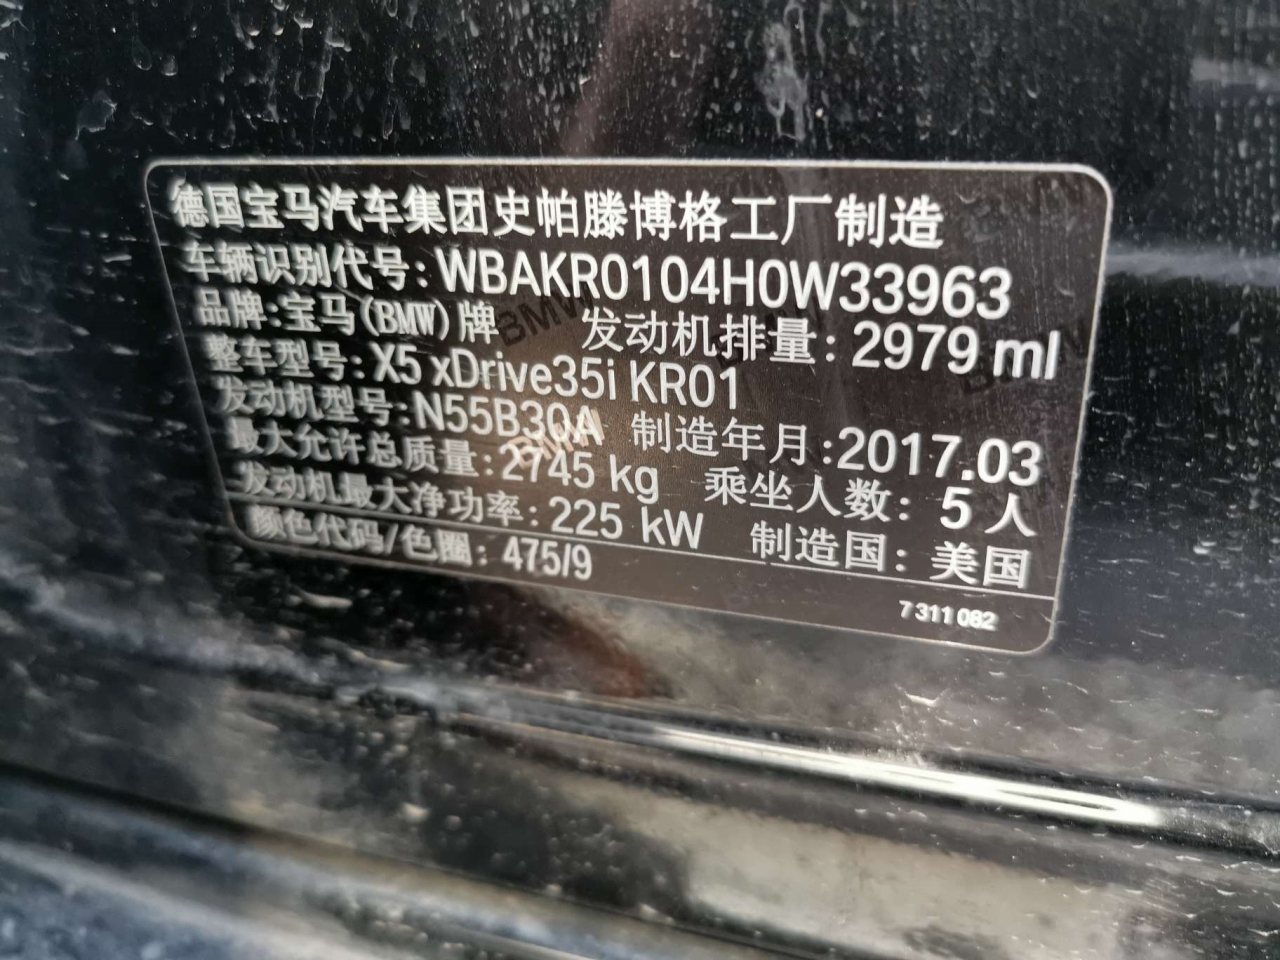 德国宝马汽车集团史帕滕博格工厂制造
车辆识别代号:WBAKR0104H0W33963
品牌:宝马(BMW)牌 发动机排量:2979 ml
整车型号:X5 xDrive35i KR01
发动机型号:N55B30A 制造年月:2017.03
最大允许总质量:2745 kg 乘坐人数:5人
发动机最大净功率:225 kW 制造国:美国
颜色代码/色圈:475/9
7 311 082
BMW
BMW
BMW